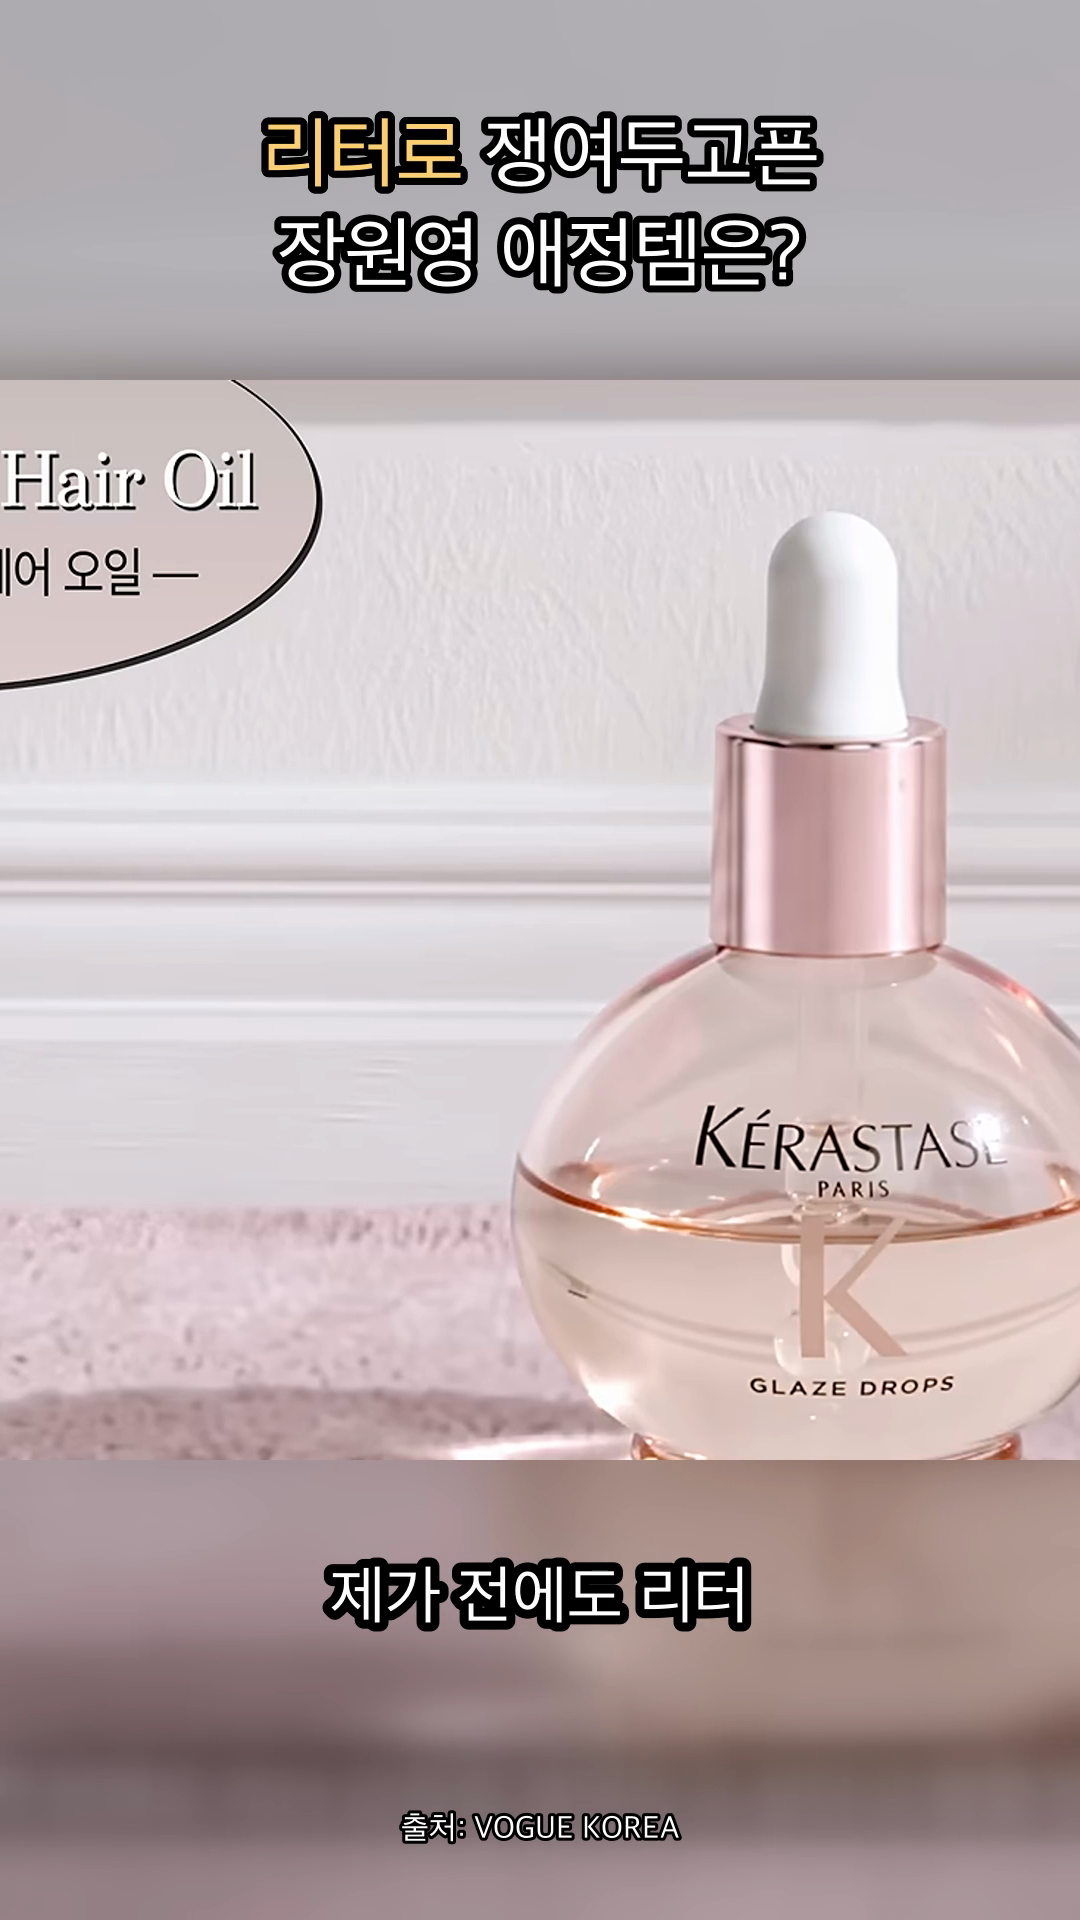 리터로 쟁여두고픈
장원영 애정템은?
Hair Oil
헤어 오일 —
KÉRASTASE
PARIS
K
GLAZE DROPS
제가 전에도 리터
출처: VOGUE KOREA